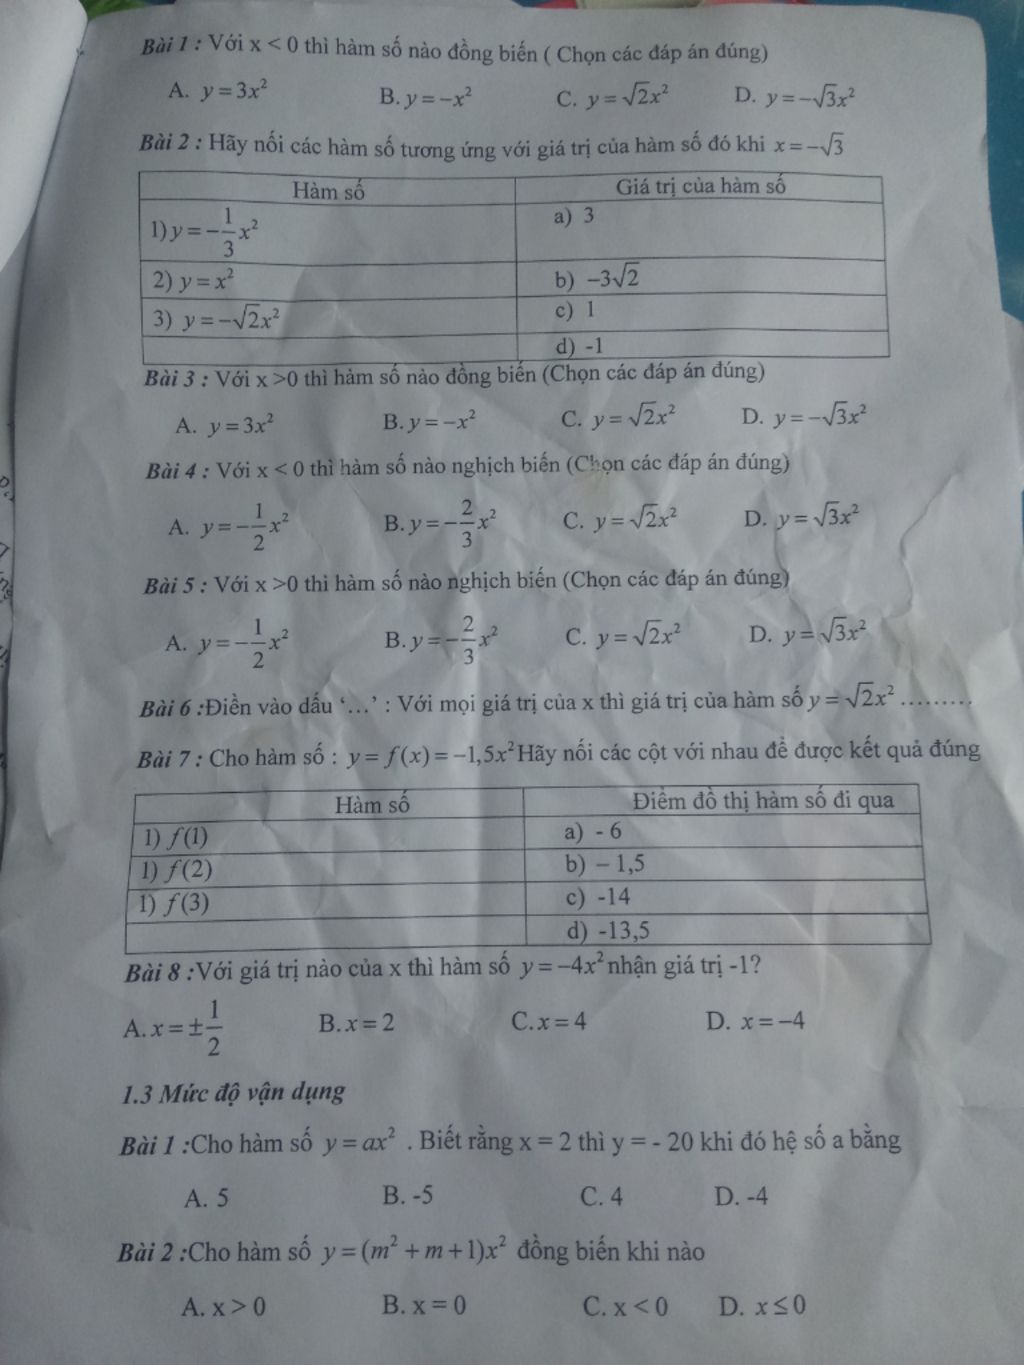 Bài 1 : Với x < 0 thì hàm số nào đồng biến ( Chọn các đáp án đúng)
A. y = 3x² B. y = −x² C. y = √2x² D. y = −√3x²
Bài 2 : Hãy nối các hàm số tương ứng với giá trị của hàm số đó khi x = −√3
Hàm số Giá trị của hàm số
1) y = −1/3 x² a) 3
2) y = x² b) −3√2
3) y = −√2x² c) 1
d) -1
Bài 3 : Với x >0 thì hàm số nào đồng biến (Chọn các đáp án đúng)
A. y = 3x² B. y = −x² C. y = √2x² D. y = −√3x²
Bài 4 : Với x < 0 thì hàm số nào nghịch biến (Chọn các đáp án đúng)
A. y = −1/2 x² B. y = −2/3 x² C. y = √2x² D. y = √3x²
Bài 5 : Với x >0 thì hàm số nào nghịch biến (Chọn các đáp án đúng)
A. y = −1/2 x² B. y = −2/3 x² C. y = √2x² D. y = √3x²
Bài 6 :Điền vào dấu ‘…’ : Với mọi giá trị của x thì giá trị của hàm số y = √2x² .........
Bài 7 : Cho hàm số : y = f(x) = −1,5x² Hãy nối các cột với nhau để được kết quả đúng
Hàm số Điểm đồ thị hàm số đi qua
1) f(1) a) - 6
1) f(2) b) – 1,5
1) f(3) c) -14
d) -13,5
Bài 8 :Với giá trị nào của x thì hàm số y = −4x² nhận giá trị -1?
A. x = ±1/2 B. x = 2 C. x = 4 D. x = −4
1.3 Mức độ vận dụng
Bài 1 :Cho hàm số y = ax² . Biết rằng x = 2 thì y = - 20 khi đó hệ số a bằng
A. 5 B. -5 C. 4 D. -4
Bài 2 :Cho hàm số y = (m² + m + 1)x² đồng biến khi nào
A. x > 0 B. x = 0 C. x < 0 D. x ≤ 0